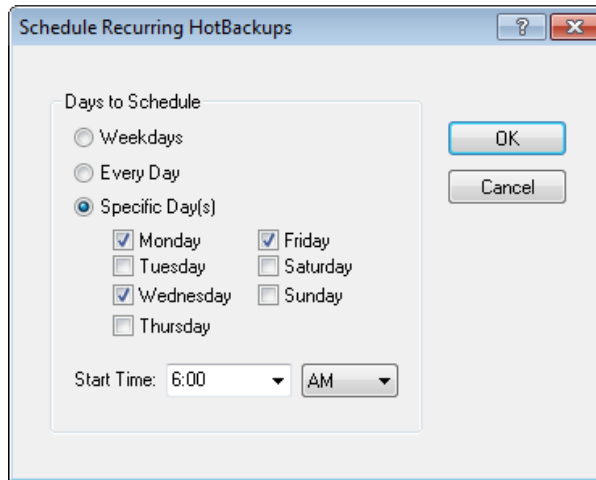 Schedule Recurring HotBackups
Days to Schedule
Weekdays
Every Day
Specific Day(s)
Monday
Friday
Tuesday
Saturday
Wednesday
Sunday
Thursday
Start Time: 6:00 AM
OK
Cancel